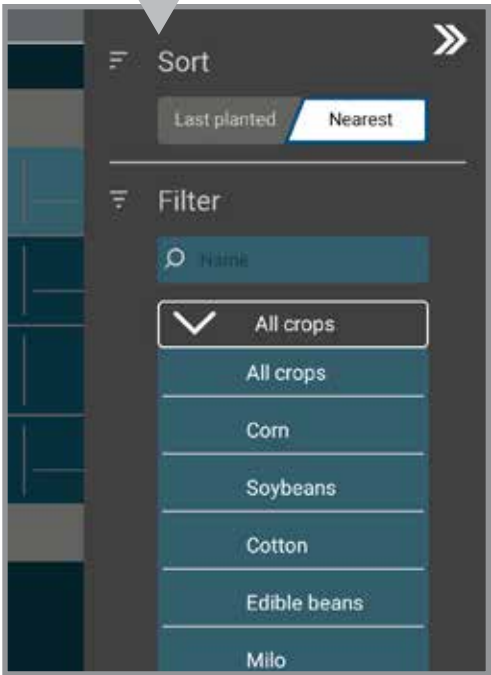 Sort
Last planted Nearest
Filter
Name
All crops
All crops
Corn
Soybeans
Cotton
Edible beans
Milo